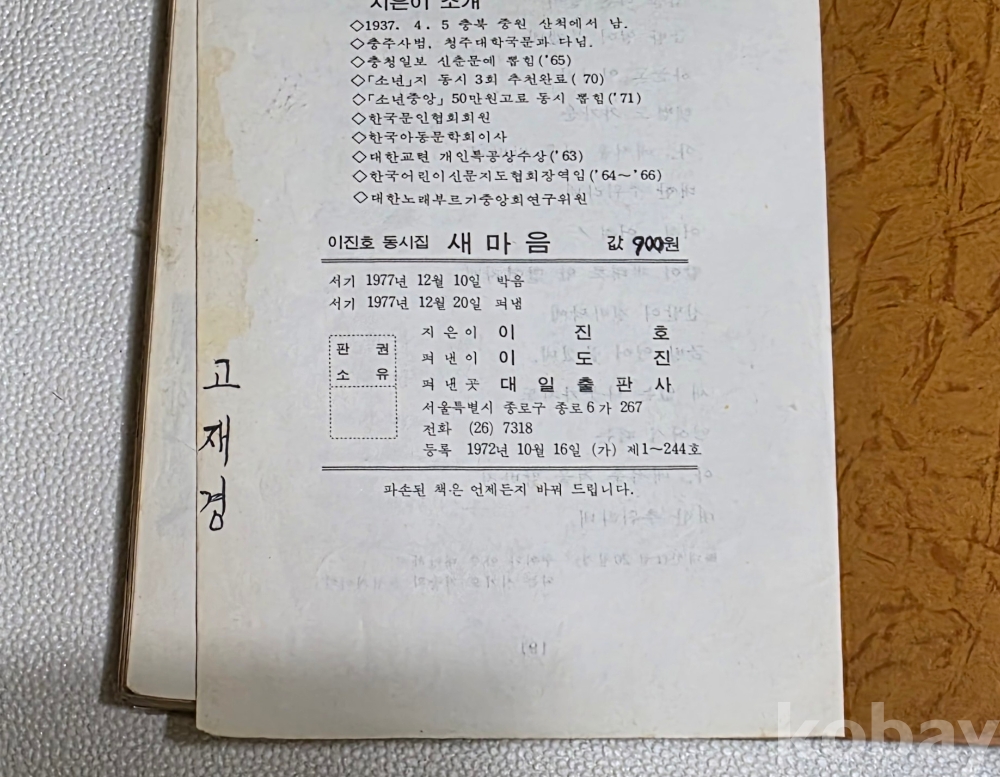 지은이 소개
◇1937. 4. 5 충북 중원 산척에서 남.
◇충주사범, 청주대학국문과 다님.
◇충청일보 신춘문예 뽑힘('65)
◇「소년」지 동시 3회 추천완료( 70)
◇「소년중앙」 50만원고료 동시 뽑힘('71)
◇한국문인협회회원
◇한국아동문학회이사
◇대한교련 개인특공상수상('63)
◇한국어린이신문지도협회장역임('64～'66)
◇대한노래부르기중앙회연구위원
이진호 동시집 새 마 음 값 900원
서기 1977년 12월 10일 박음
서기 1977년 12월 20일 펴냄
판 권
소 유
지은이 이 진 호
펴낸이 이 도 진
펴낸곳 대 일 출 판 사
서울특별시 종로구 종로 6 가 267
전화 (26) 7318
등록 1972년 10월 16일 (가) 제1～244호
파손된 책은 언제든지 바꿔 드립니다.
고재경
kobay